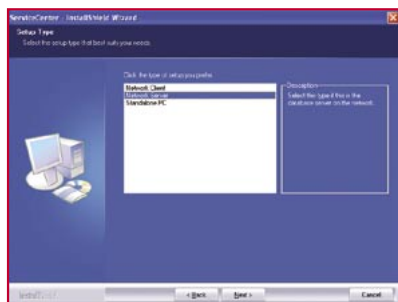 ServiceCenter - InstallShield Wizard
Setup Type
Select the setup type that best suits your needs.
Click the type of setup you prefer.
Network Client
Network Server
Standalone PC
Description
Select this type if this is the
database server on the network.
InstallShield
< Back
Next >
Cancel